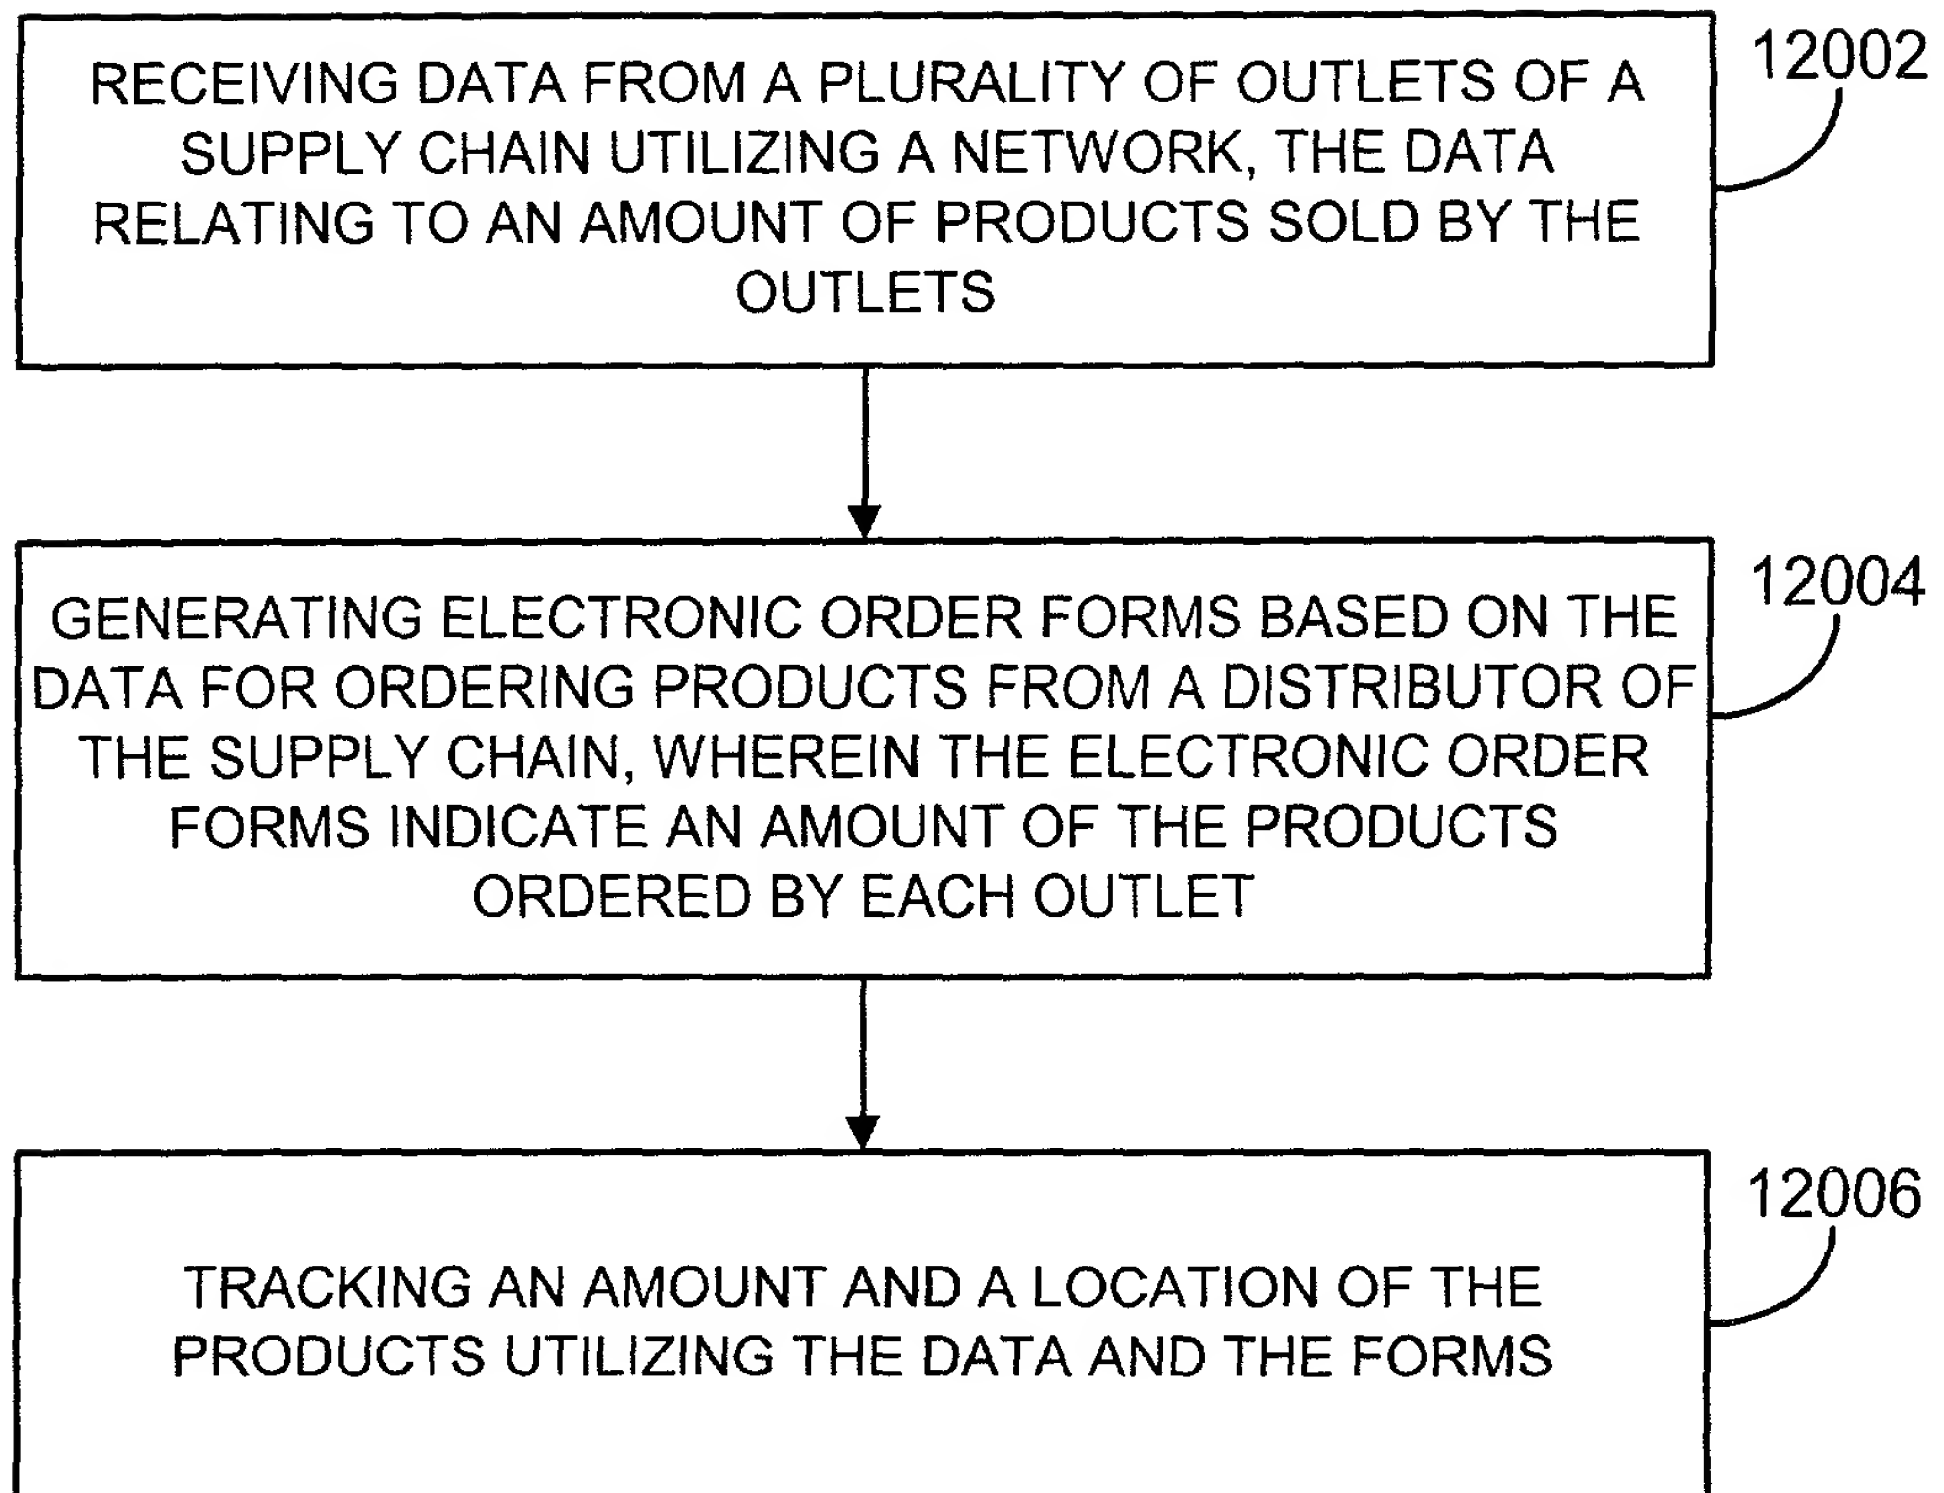 RECEIVING DATA FROM A PLURALITY OF OUTLETS OF A
SUPPLY CHAIN UTILIZING A NETWORK, THE DATA
RELATING TO AN AMOUNT OF PRODUCTS SOLD BY THE
OUTLETS
12002
GENERATING ELECTRONIC ORDER FORMS BASED ON THE
DATA FOR ORDERING PRODUCTS FROM A DISTRIBUTOR OF
THE SUPPLY CHAIN, WHEREIN THE ELECTRONIC ORDER
FORMS INDICATE AN AMOUNT OF THE PRODUCTS
ORDERED BY EACH OUTLET
12004
TRACKING AN AMOUNT AND A LOCATION OF THE
PRODUCTS UTILIZING THE DATA AND THE FORMS
12006